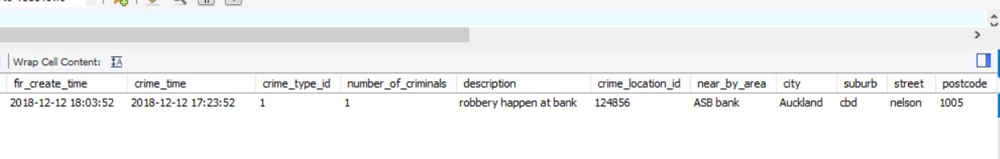 Wrap Cell Content:
fir_create_time crime_time crime_type_id number_of_criminals description crime_location_id near_by_area city suburb street postcode
2018-12-12 18:03:52 2018-12-12 17:23:52 1 1 robbery happen at bank 124856 ASB bank Auckland cbd nelson 1005